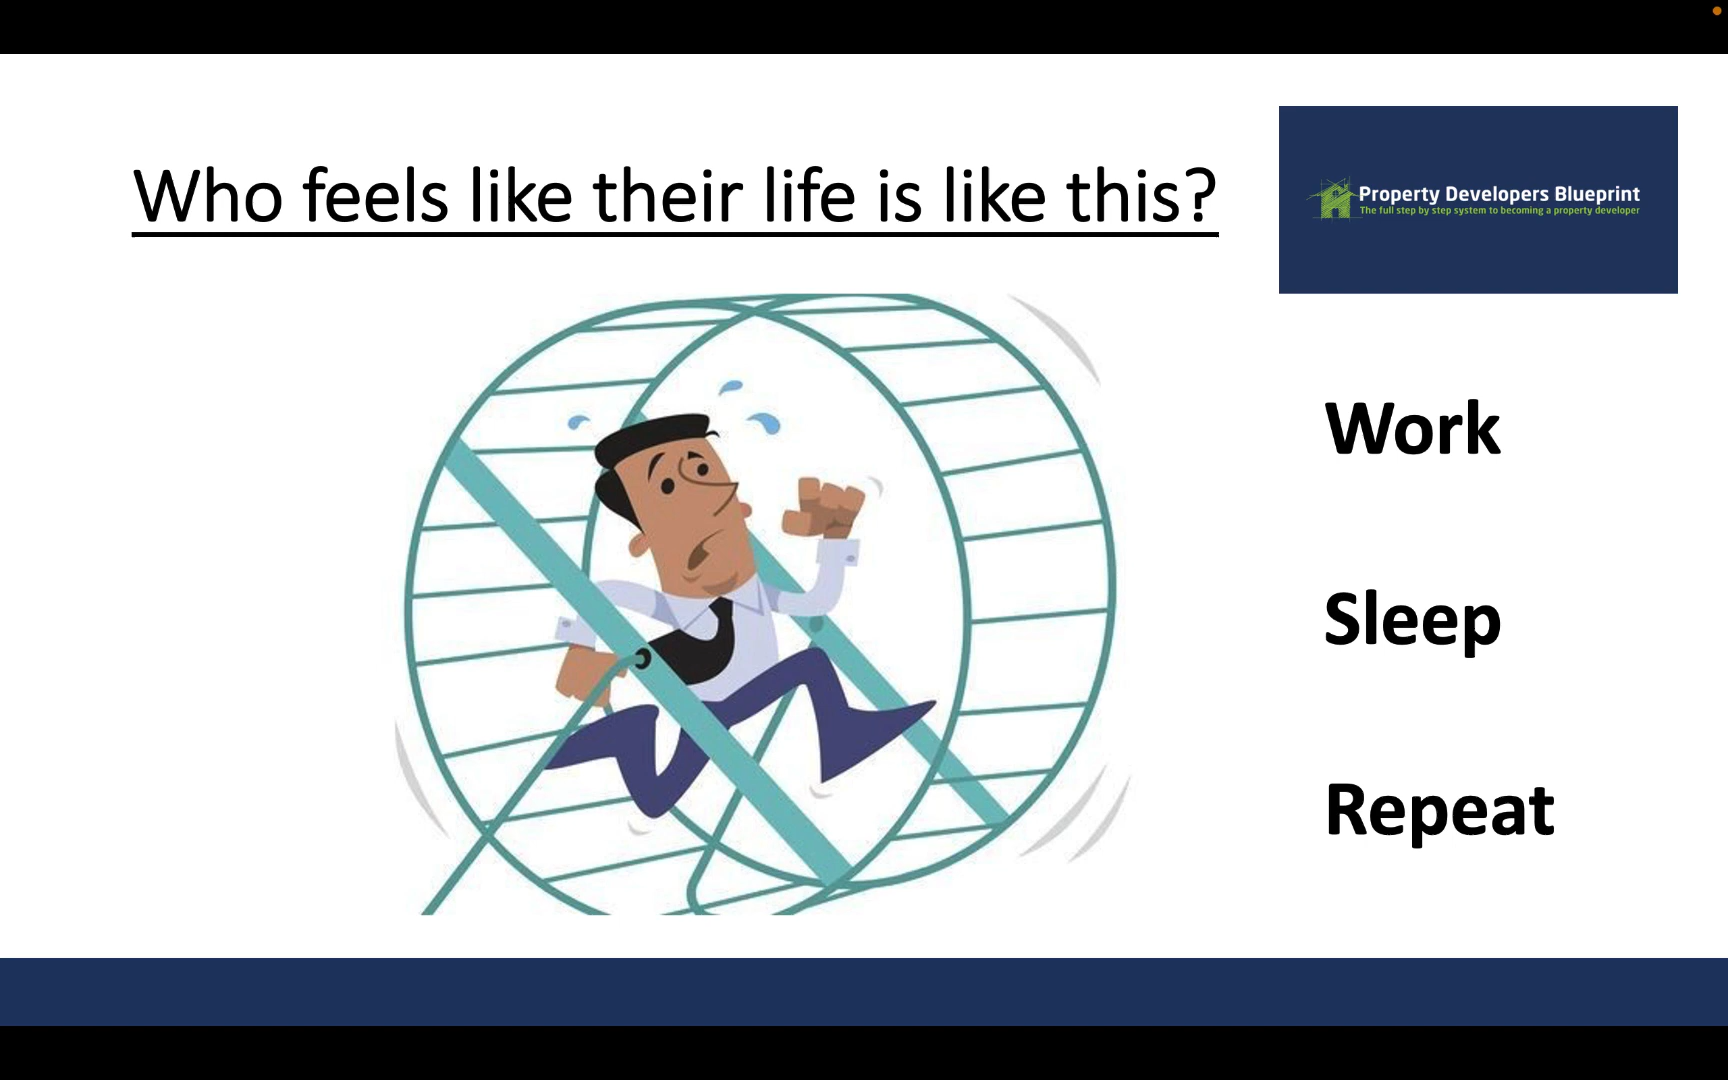 Who feels like their life is like this?
Property Developers Blueprint
The full step by step system to becoming a property developer
Work
Sleep
Repeat